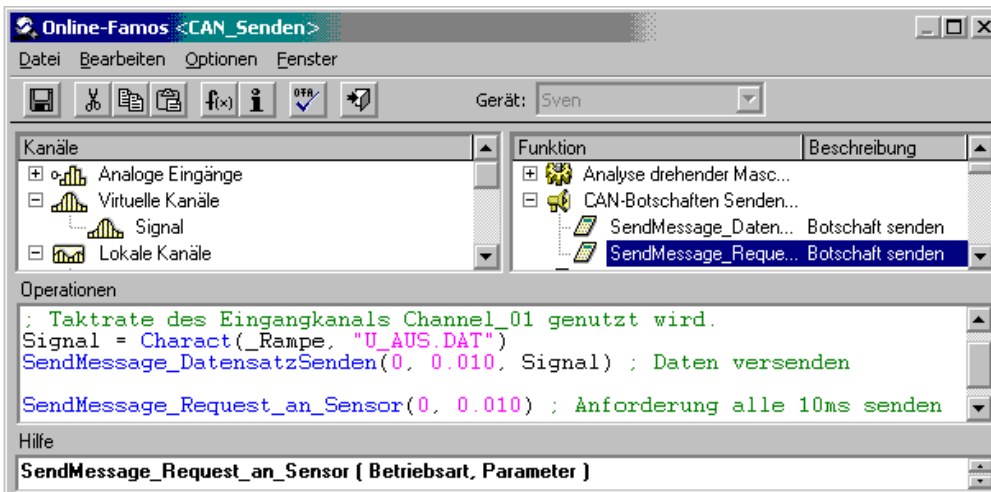 Online-Famos <CAN_Senden>
Datei Bearbeiten Optionen Fenster
f(x) i OFA Gerät: Sven
Kanäle
Analoge Eingänge
Virtuelle Kanäle
Signal
Lokale Kanäle
Funktion Beschreibung
Analyse drehender Masc...
CAN-Botschaften Senden...
SendMessage_Daten... Botschaft senden
SendMessage_Reque... Botschaft senden
Operationen
; Taktrate des Eingangkanals Channel_01 genutzt wird.
Signal = Charact(_Rampe, "U_AUS.DAT")
SendMessage_DatensatzSenden(0, 0.010, Signal) ; Daten versenden
SendMessage_Request_an_Sensor(0, 0.010) ; Anforderung alle 10ms senden
Hilfe
SendMessage_Request_an_Sensor ( Betriebsart, Parameter )